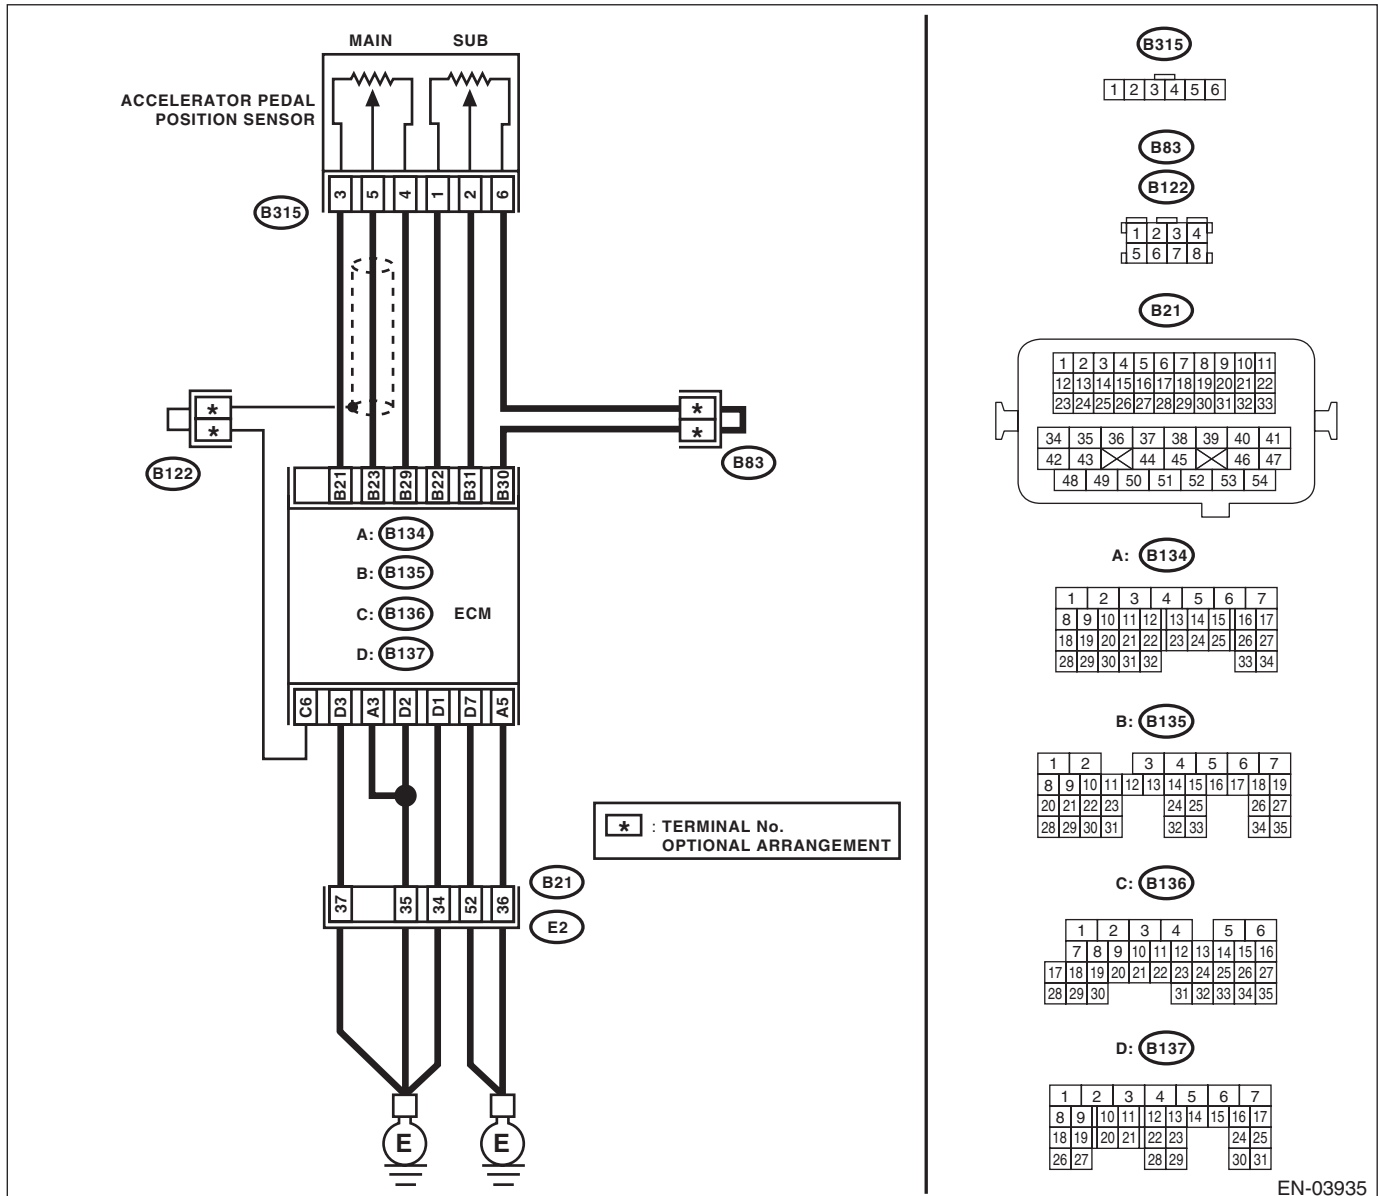 MAIN SUB
ACCELERATOR PEDAL
POSITION SENSOR
3 5 4 1 2 6
B315
* *
B122
* *
B83
B21 B23 B29 B22 B31 B30
A: B134
B: B135
C: B136 ECM
D: B137
C6 D3 A3 D2 D1 D7 A5
* : TERMINAL No.
OPTIONAL ARRANGEMENT
37 35 34 52 36
B21
E2
E E
B315
1 2 3 4 5 6
B83
B122
1 2 3 4
5 6 7 8
B21
1 2 3 4 5 6 7 8 9 10 11
12 13 14 15 16 17 18 19 20 21 22
23 24 25 26 27 28 29 30 31 32 33
34 35 36 37 38 39 40 41
42 43 44 45 46 47
48 49 50 51 52 53 54
A: B134
1 2 3 4 5 6 7
8 9 10 11 12 13 14 15 16 17
18 19 20 21 22 23 24 25 26 27
28 29 30 31 32 33 34
B: B135
1 2 3 4 5 6 7
8 9 10 11 12 13 14 15 16 17 18 19
20 21 22 23 24 25 26 27
28 29 30 31 32 33 34 35
C: B136
1 2 3 4 5 6
7 8 9 10 11 12 13 14 15 16
17 18 19 20 21 22 23 24 25 26 27
28 29 30 31 32 33 34 35
D: B137
1 2 3 4 5 6 7
8 9 10 11 12 13 14 15 16 17
18 19 20 21 22 23 24 25
26 27 28 29 30 31
EN-03935